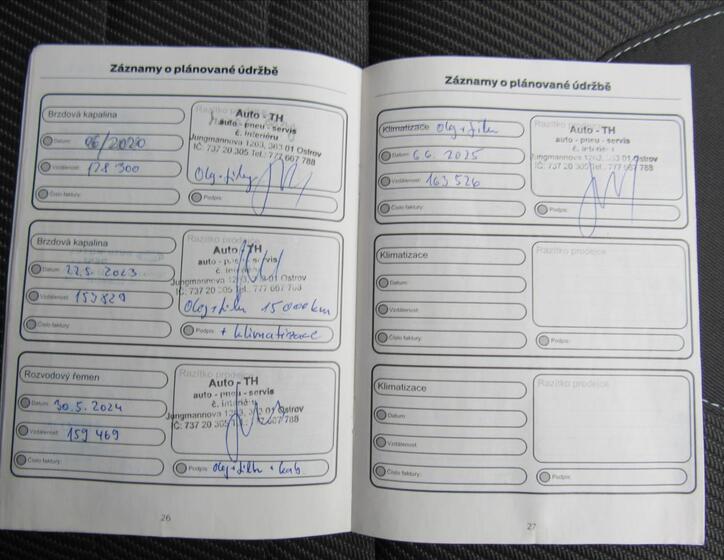 Záznamy o plánované údržbě
Brzdová kapalina
Datum: 06/2020
Vzdálenost: 128 300
Číslo faktury:
Razítko prodejce
Auto - TH
auto - pneu - servis
č. interiéru
Jungmannova 1203, 363 01 Ostrov
IČ: 737 20 305 Tel.: 777 667 788
Olej + filtry
Podpis:
Brzdová kapalina
Datum: 22.5. 2023
Vzdálenost: 153829
Číslo faktury:
Razítko prodejce
Auto - TH
auto - pneu - servis
č. interiéru
Jungmannova 1203, 363 01 Ostrov
IČ: 737 20 305 Tel.: 777 667 788
Olej + filtr 15 000 km
Podpis: + klimatizace
Rozvodový řemen
Datum: 30.5. 2024
Vzdálenost: 159 469
Číslo faktury:
Razítko prodejce
Auto - TH
auto - pneu - servis
č. interiéru
Jungmannova 1203, 363 01 Ostrov
IČ: 737 20 305 Tel.: 777 667 788
Podpis: olej + filtr + kab.
26
Záznamy o plánované údržbě
Klimatizace Olej + filtr
Datum: 6.6. 2025
Vzdálenost: 163 526
Číslo faktury:
Razítko prodejce
Auto - TH
auto - pneu - servis
Jungmannova 1203, 363 01 Ostrov
IČ: 737 20 305 Tel.: 777 667 788
Podpis:
Klimatizace
Datum:
Vzdálenost:
Číslo faktury:
Razítko prodejce
Podpis:
Klimatizace
Datum:
Vzdálenost:
Číslo faktury:
Razítko prodejce
Podpis:
27